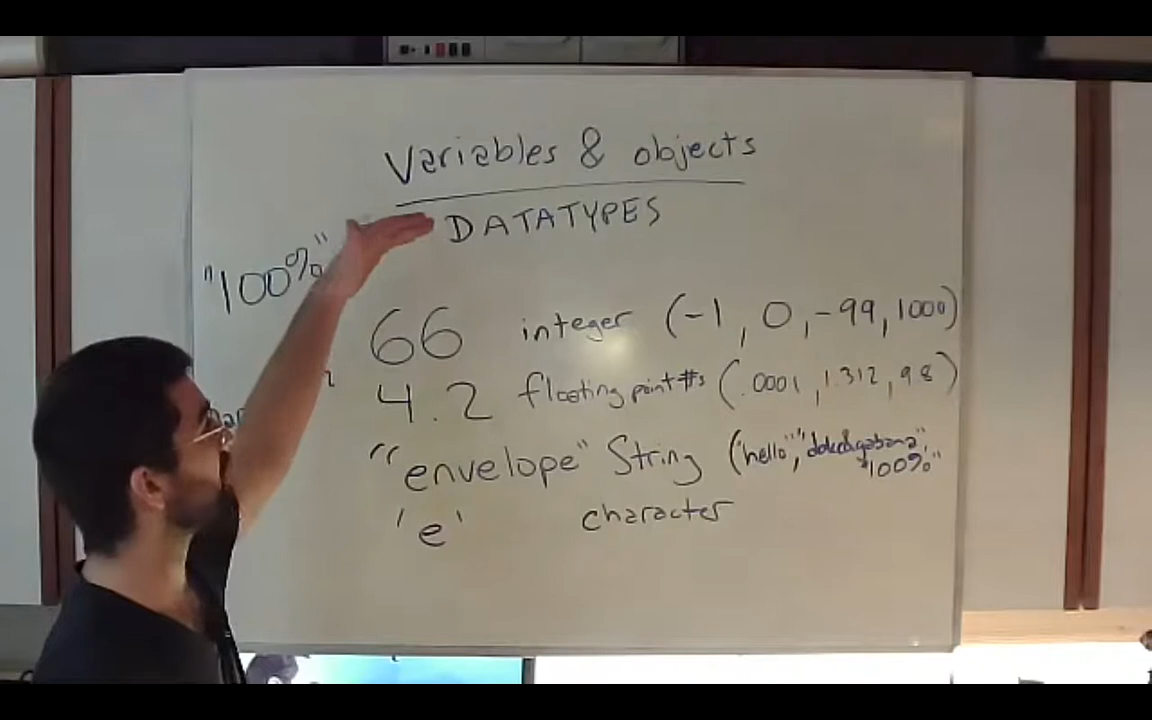 Variables & objects
DATATYPES
"100%"
66 integer (-1, 0, -99, 1000)
4.2 floating point #s (.0001, 1.312, 9.8)
"envelope" String ("hello",
"100%"
'e' character